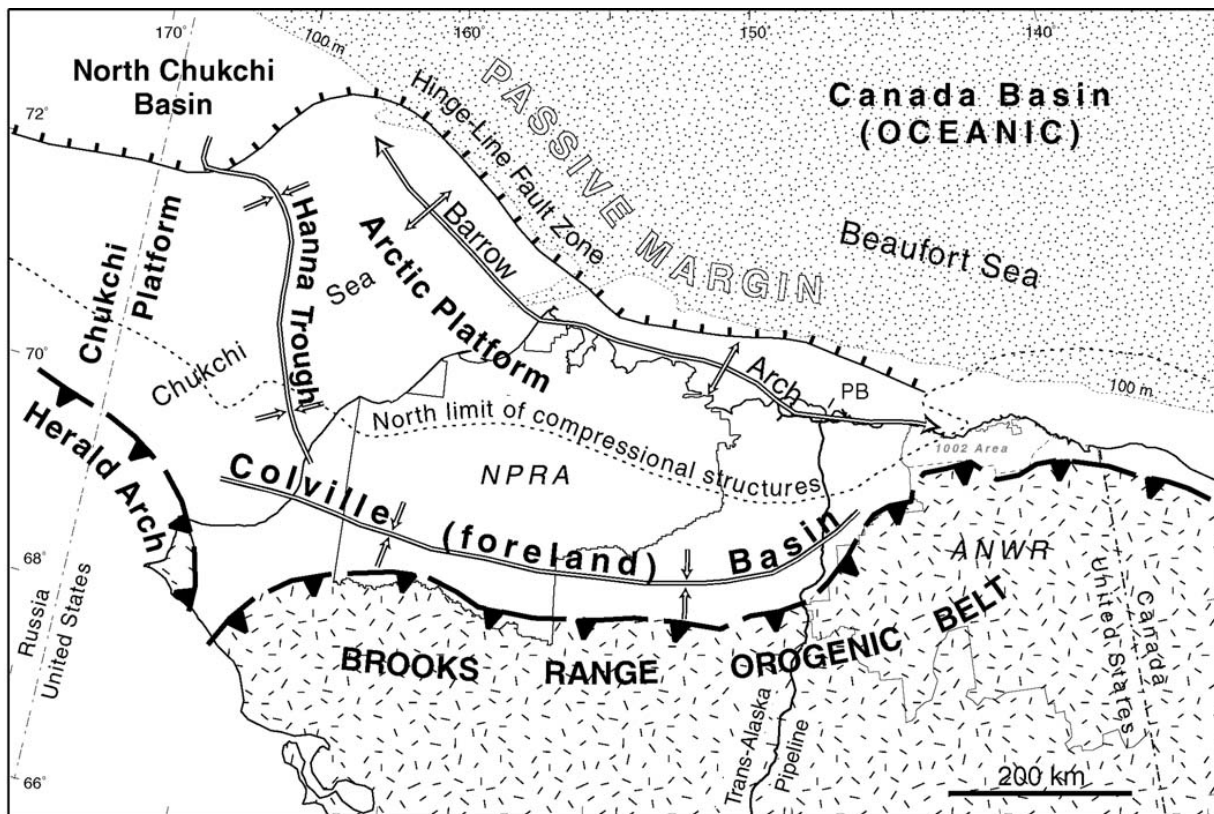 170°
160°
150°
140°
100 m
North Chukchi
Basin
PASSIVE MARGIN
Hinge-Line Fault Zone
Canada Basin
(OCEANIC)
72°
Chukchi
Platform
Hanna Trough
Barrow
Arctic Platform
Beaufort Sea
Sea
Chukchi
70°
Arch
PB
100 m
North limit of compressional structures
1002 Area
Herald Arch
NPRA
Colville (foreland) Basin
ANWR
68°
Russia
United States
Canada
United States
BROOKS RANGE OROGENIC BELT
Trans-Alaska
Pipeline
66°
200 km